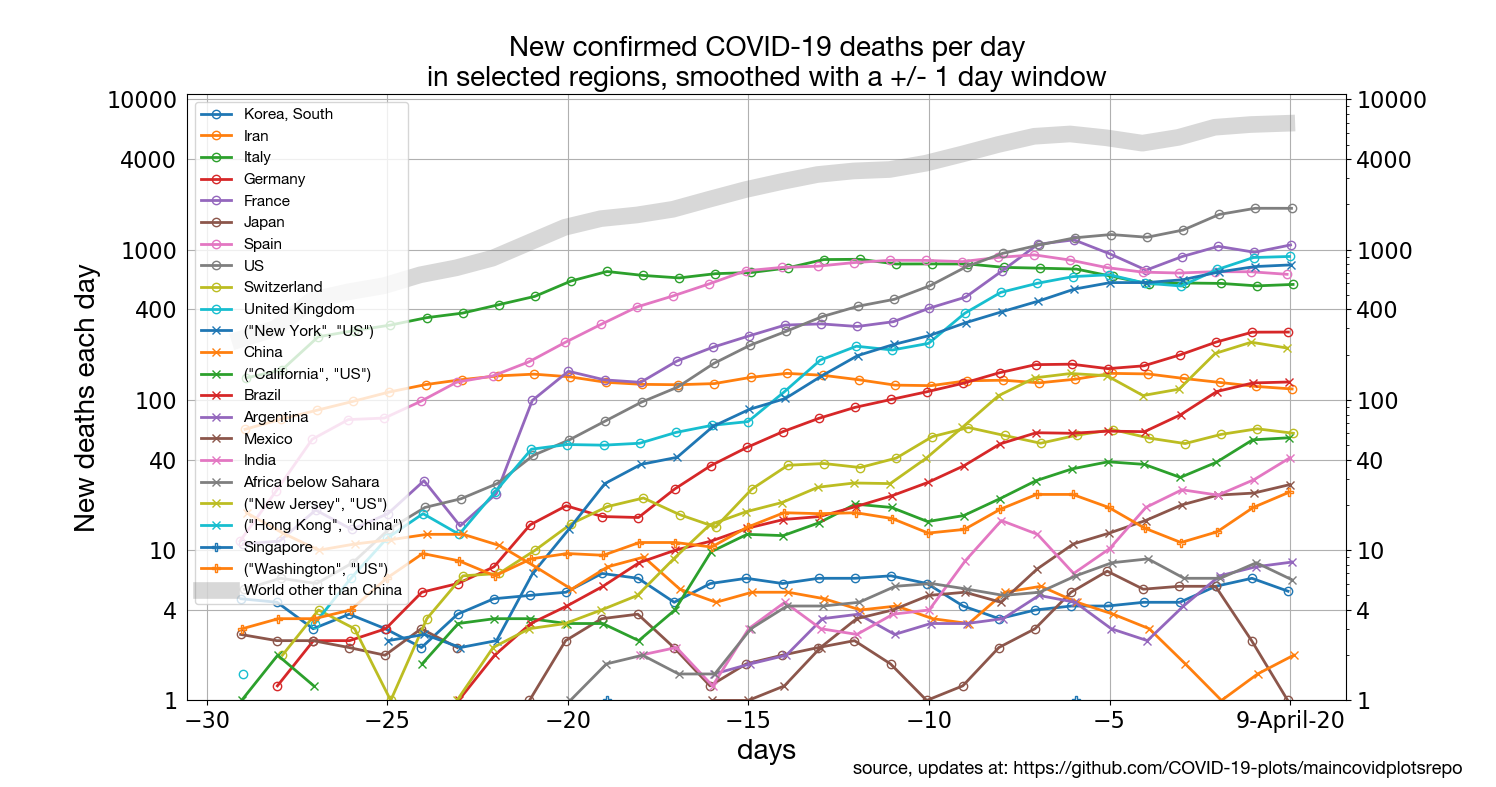 New confirmed COVID-19 deaths per day
in selected regions, smoothed with a +/- 1 day window
10000
4000
1000
400
100
40
10
4
1
New deaths each day
Korea, South
Iran
Italy
Germany
France
Japan
Spain
US
Switzerland
United Kingdom
("New York", "US")
China
("California", "US")
Brazil
Argentina
Mexico
India
Africa below Sahara
("New Jersey", "US")
("Hong Kong", "China")
Singapore
("Washington", "US")
World other than China
10000
4000
1000
400
100
40
10
4
1
−30 −25 −20 −15 −10 −5 9-April-20
days
source, updates at: https://github.com/COVID-19-plots/maincovidplotsrepo